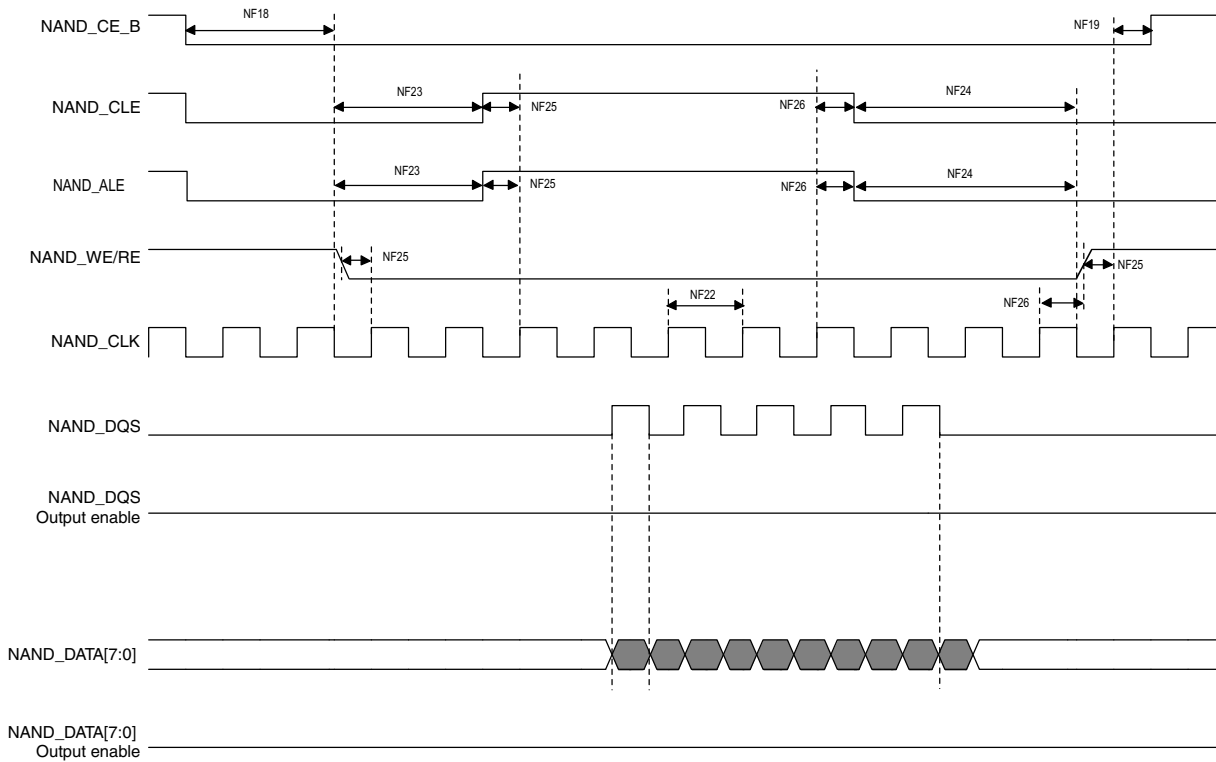 NF18
NAND_CE_B
NF19
NF23
NF24
NAND_CLE
NF25
NF26
NF23
NF24
NAND_ALE
NF25
NF26
NAND_WE/RE
NF25
NF25
NF22
NF26
NAND_CLK
NAND_DQS
NAND_DQS
Output enable
NAND_DATA[7:0]
NAND_DATA[7:0]
Output enable